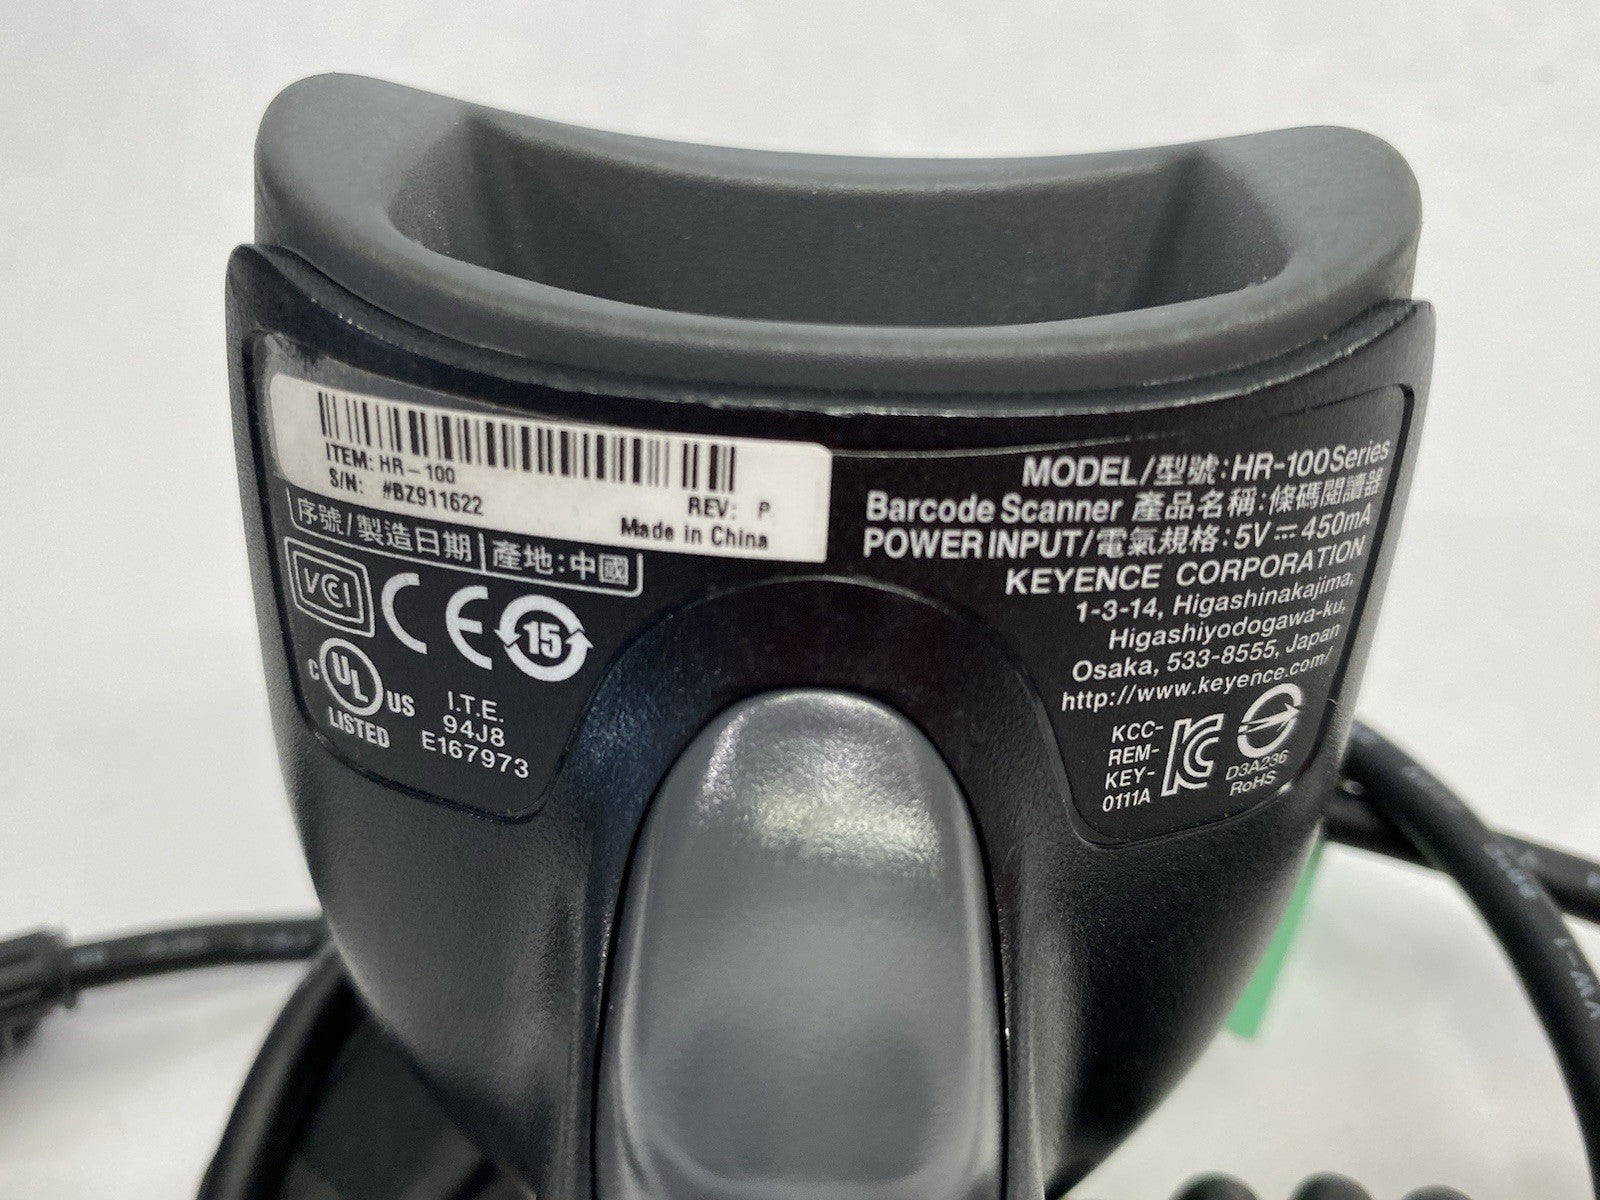 ITEM: HR-100
S/N: #BZ911622
REV: P
Made in China
序號/製造日期 產地:中國
VCI CE 15
C UL US
LISTED
I.T.E.
94J8
E167973
MODEL/型號:HR-100Series
Barcode Scanner 產品名稱:條碼閱讀器
POWER INPUT/電氣規格:5V⎓450mA
KEYENCE CORPORATION
1-3-14, Higashinakajima,
Higashiyodogawa-ku,
Osaka, 533-8555, Japan
http://www.keyence.com/
KCC-
REM-
KEY-
0111A
D3A236
RoHS